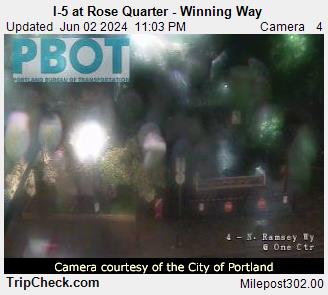 I-5 at Rose Quarter - Winning Way
Updated Jun 02 2024 11:03 PM Camera 4
PBOT
PORTLAND BUREAU OF TRANSPORTATION
4 - N. Ramsey Wy
@ One Ctr
Camera courtesy of the City of Portland
TripCheck.com Milepost302.00